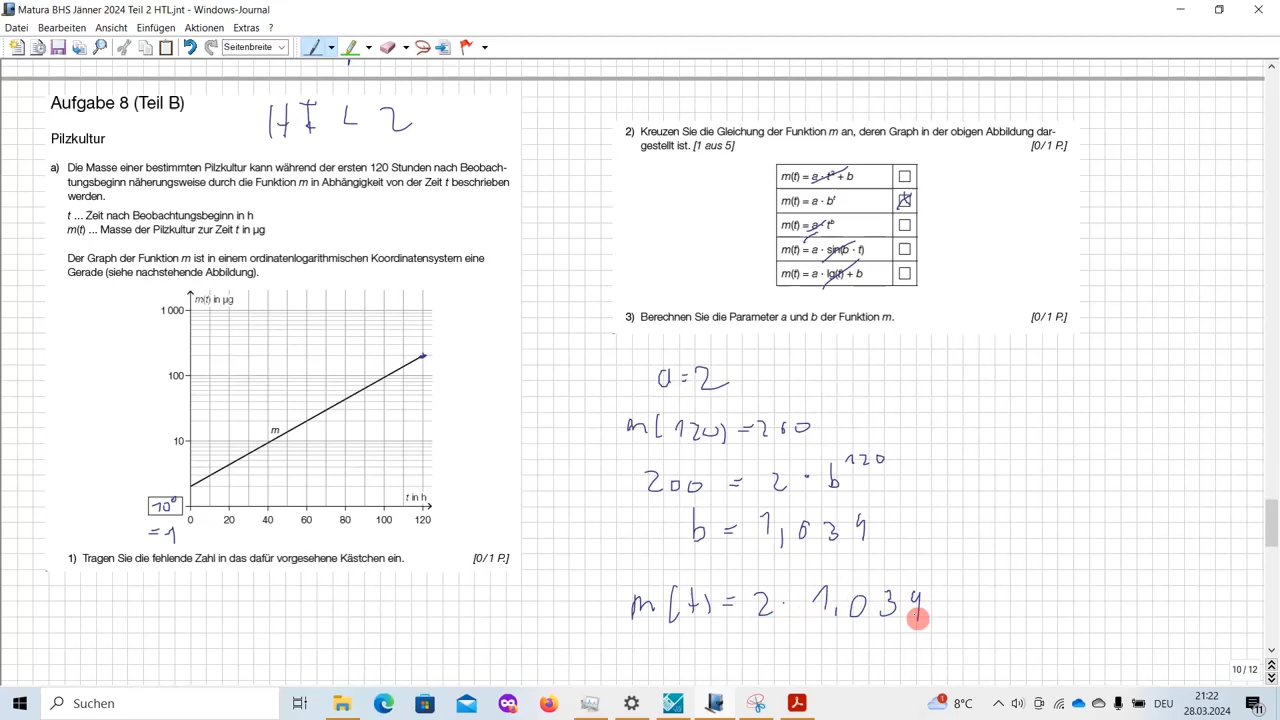 Matura BHS Jänner 2024 Teil 2 HTL.jnt - Windows-Journal
Datei Bearbeiten Ansicht Einfügen Aktionen Extras ?
Seitenbreite
Aufgabe 8 (Teil B)
HTL 2
Pilzkultur
a) Die Masse einer bestimmten Pilzkultur kann während der ersten 120 Stunden nach Beobach-
tungsbeginn näherungsweise durch die Funktion m in Abhängigkeit von der Zeit t beschrieben
werden.
t ... Zeit nach Beobachtungsbeginn in h
m(t) ... Masse der Pilzkultur zur Zeit t in µg
Der Graph der Funktion m ist in einem ordinatenlogarithmischen Koordinatensystem eine
Gerade (siehe nachstehende Abbildung).
m(t) in µg
1 000
100
10
m
t in h
10⁰
= 1
0 20 40 60 80 100 120
1) Tragen Sie die fehlende Zahl in das dafür vorgesehene Kästchen ein. [0/1 P.]
2) Kreuzen Sie die Gleichung der Funktion m an, deren Graph in der obigen Abbildung dar-
gestellt ist. [1 aus 5] [0/1 P.]
m(t) = a · t² + b
m(t) = a · bᵗ
m(t) = a · tᵇ
m(t) = a · sin(b · t)
m(t) = a · lg(t) + b
3) Berechnen Sie die Parameter a und b der Funktion m. [0/1 P.]
a = 2
m(120) = 200
200 = 2 · b¹²⁰
b = 1,039
m(t) = 2 · 1,039
10 / 12
Suchen
1
8°C
DEU
21:22
28.03.2024
11